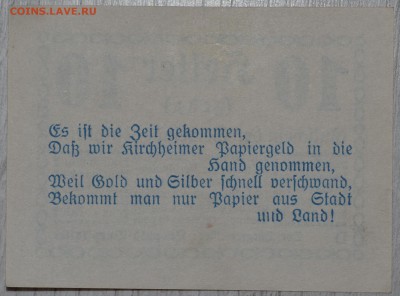 COINS.LAVE.RU
Es ist die Zeit gekommen,
Daß wir Kirchheimer Papiergeld in die
Hand genommen,
Weil Gold und Silber schnell verschwand,
Bekommt man nur Papier aus Stadt
und Land!